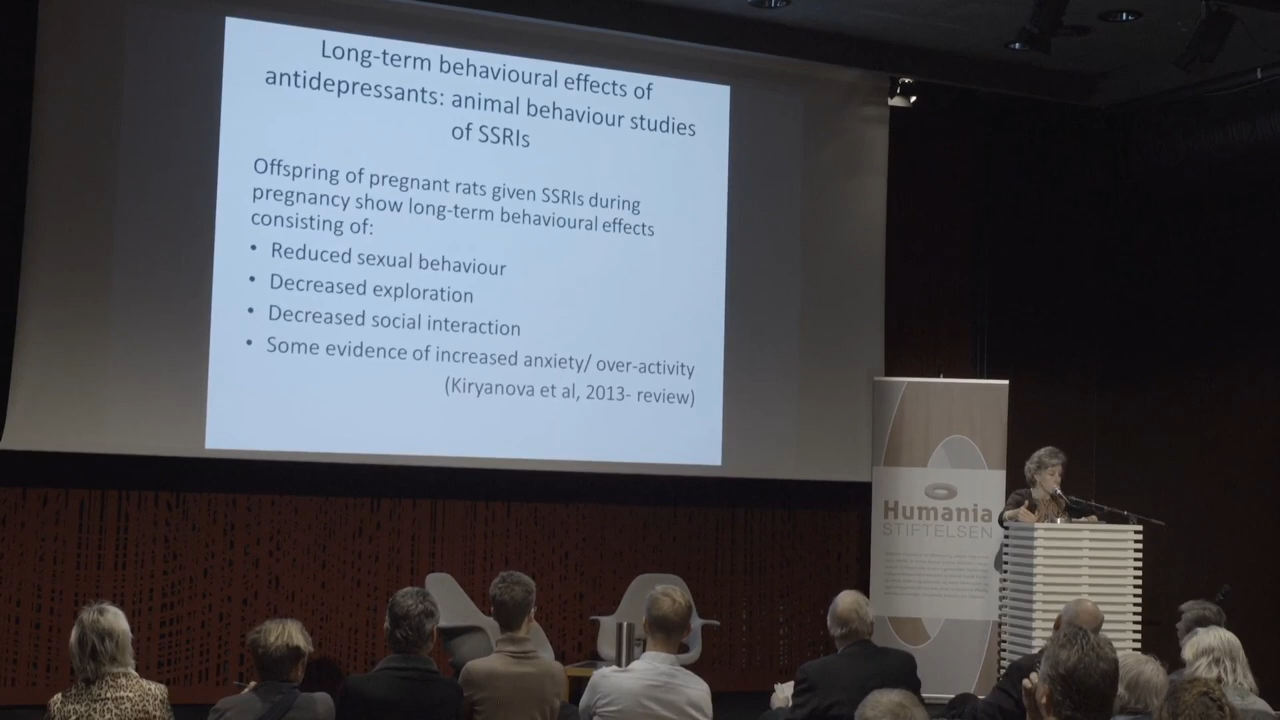 Long-term behavioural effects of
antidepressants: animal behaviour studies
of SSRIs
Offspring of pregnant rats given SSRIs during
pregnancy show long-term behavioural effects
consisting of:
• Reduced sexual behaviour
• Decreased exploration
• Decreased social interaction
• Some evidence of increased anxiety/ over-activity
(Kiryanova et al, 2013- review)
Humania
STIFTELSEN